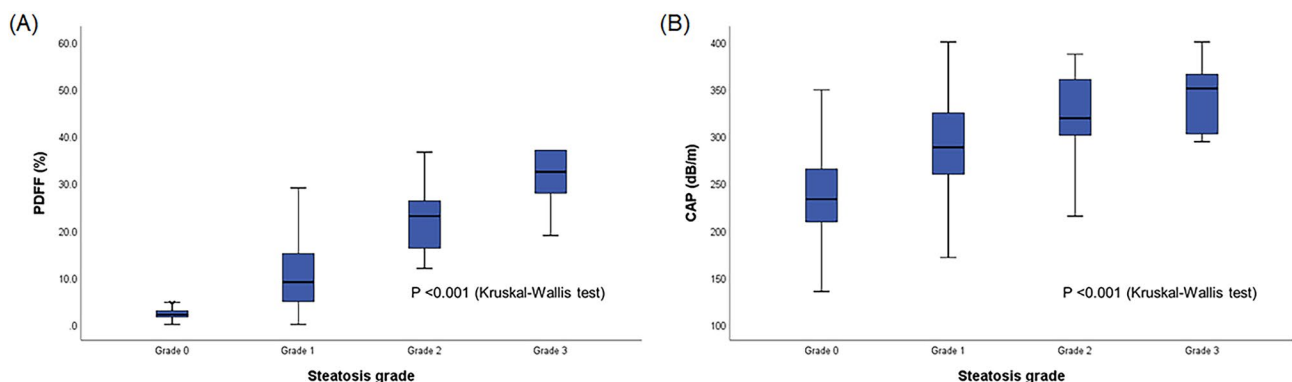 (A)
60.0
50.0
40.0
30.0
20.0
10.0
.0
PDFF (%)
P <0.001 (Kruskal-Wallis test)
Grade 0 Grade 1 Grade 2 Grade 3
Steatosis grade
(B)
400
350
300
250
200
150
100
CAP (dB/m)
P <0.001 (Kruskal-Wallis test)
Grade 0 Grade 1 Grade 2 Grade 3
Steatosis grade